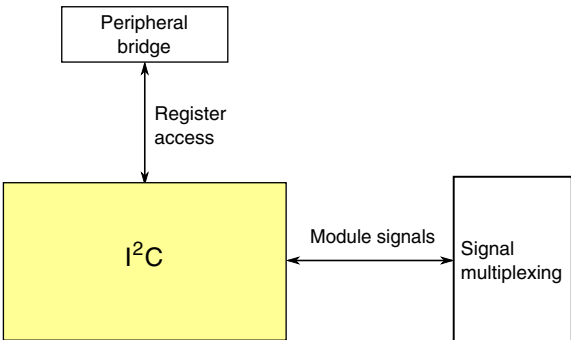 Peripheral
bridge
Register
access
I²C
Module signals
Signal
multiplexing